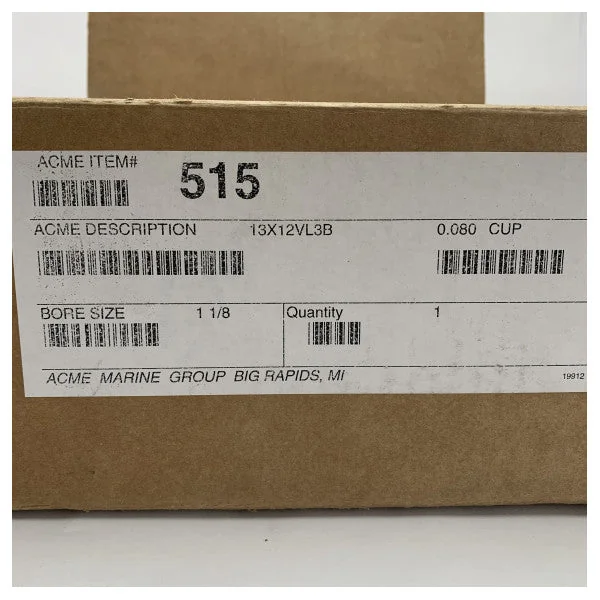 ACME ITEM# 515
ACME DESCRIPTION 13X12VL3B 0.080 CUP
BORE SIZE 1 1/8 Quantity 1
ACME MARINE GROUP BIG RAPIDS, MI 19912